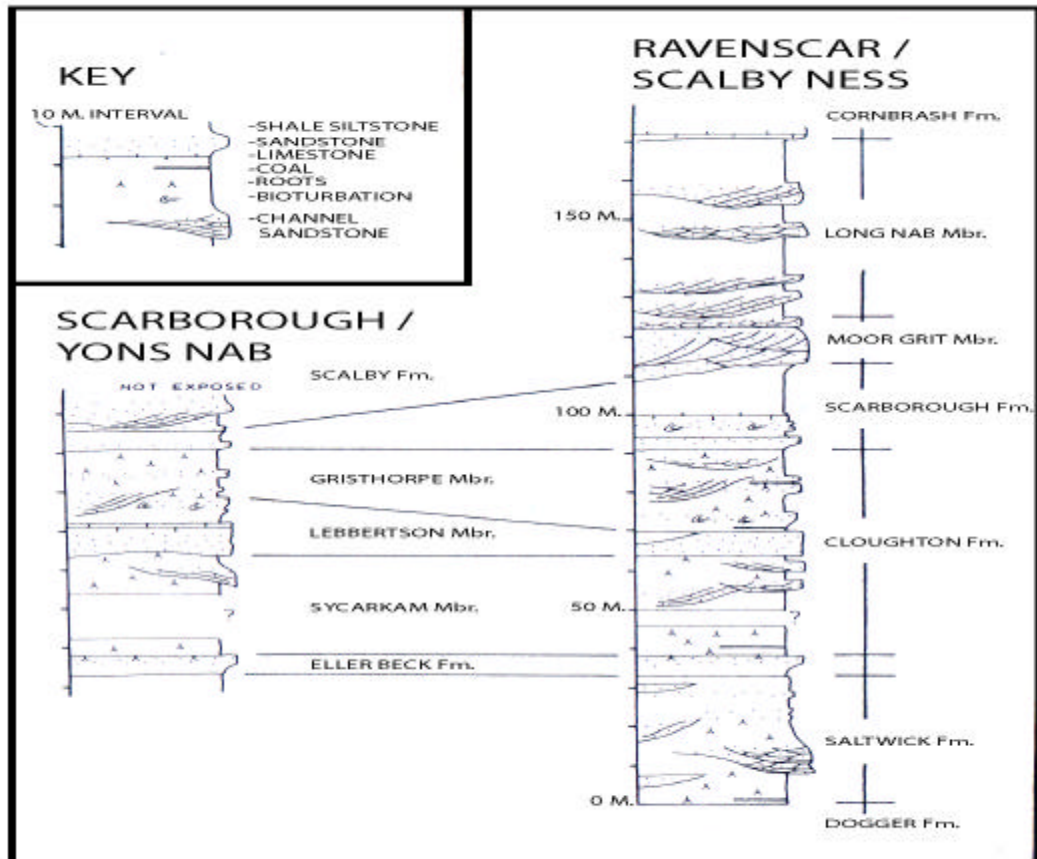 KEY
10 M. INTERVAL
-SHALE SILTSTONE
-SANDSTONE
-LIMESTONE
-COAL
-ROOTS
-BIOTURBATION
-CHANNEL
SANDSTONE
SCARBOROUGH /
YONS NAB
NOT EXPOSED
SCALBY Fm.
GRISTHORPE Mbr.
LEBBERTSON Mbr.
SYCARKAM Mbr.
?
ELLER BECK Fm.
RAVENSCAR /
SCALBY NESS
CORNBRASH Fm.
150 M.
LONG NAB Mbr.
MOOR GRIT Mbr.
100 M.
SCARBOROUGH Fm.
CLOUGHTON Fm.
50 M.
?
SALTWICK Fm.
0 M.
DOGGER Fm.